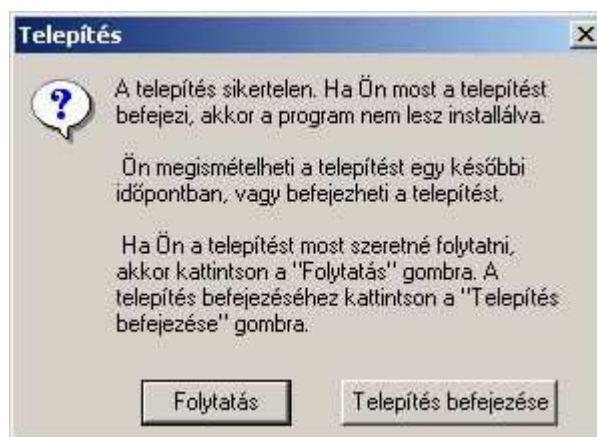 Telepítés
A telepítés sikertelen. Ha Ön most a telepítést
befejezi, akkor a program nem lesz installálva.
Ön megismételheti a telepítést egy későbbi
időpontban, vagy befejezheti a telepítést.
Ha Ön a telepítést most szeretné folytatni,
akkor kattintson a "Folytatás" gombra. A
telepítés befejezéséhez kattintson a "Telepítés
befejezése" gombra.
Folytatás
Telepítés befejezése